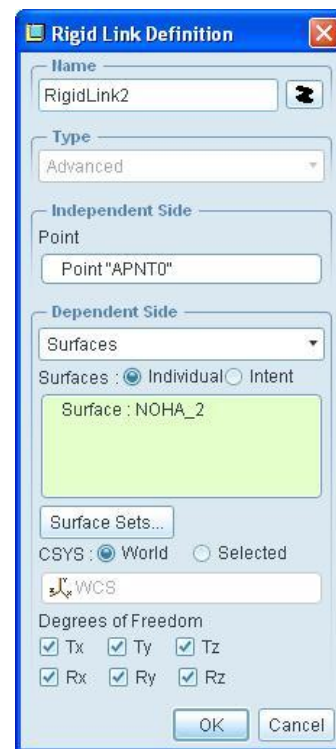 Rigid Link Definition
Name
RigidLink2
Type
Advanced
Independent Side
Point
Point "APNT0"
Dependent Side
Surfaces
Surfaces : Individual Intent
Surface : NOHA_2
Surface Sets...
CSYS : World Selected
WCS
Degrees of Freedom
Tx Ty Tz
Rx Ry Rz
OK Cancel